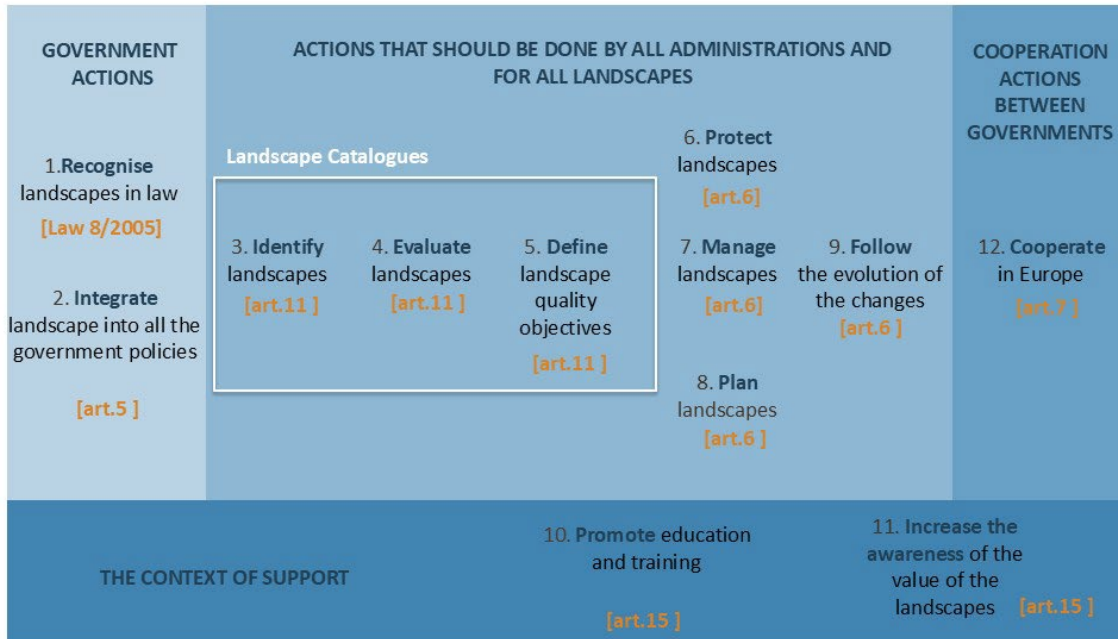 GOVERNMENT
ACTIONS
1.Recognise
landscapes in law
[Law 8/2005]
2. Integrate
landscape into all the
government policies
[art.5 ]
ACTIONS THAT SHOULD BE DONE BY ALL ADMINISTRATIONS AND
FOR ALL LANDSCAPES
Landscape Catalogues
3. Identify
landscapes
[art.11 ]
4. Evaluate
landscapes
[art.11 ]
5. Define
landscape
quality
objectives
[art.11 ]
6. Protect
landscapes
[art.6]
7. Manage
landscapes
[art.6]
8. Plan
landscapes
[art.6 ]
9. Follow
the evolution of
the changes
[art.6 ]
COOPERATION
ACTIONS
BETWEEN
GOVERNMENTS
12. Cooperate
in Europe
[art.7 ]
THE CONTEXT OF SUPPORT
10. Promote education
and training
[art.15 ]
11. Increase the
awareness of the
value of the
landscapes [art.15 ]